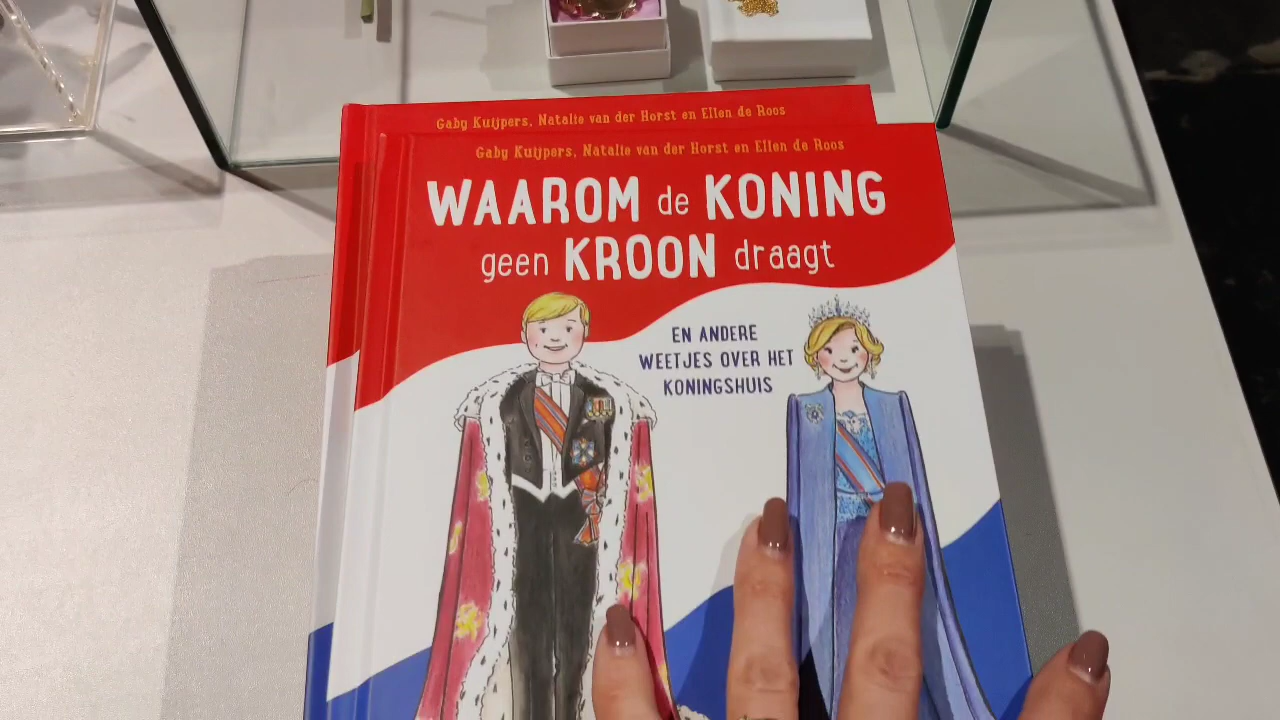 Gaby Kuijpers, Natalie van der Horst en Ellen de Roos
Gaby Kuijpers, Natalie van der Horst en Ellen de Roos
WAAROM de KONING
geen KROON draagt
EN ANDERE
WEETJES OVER HET
KONINGSHUIS